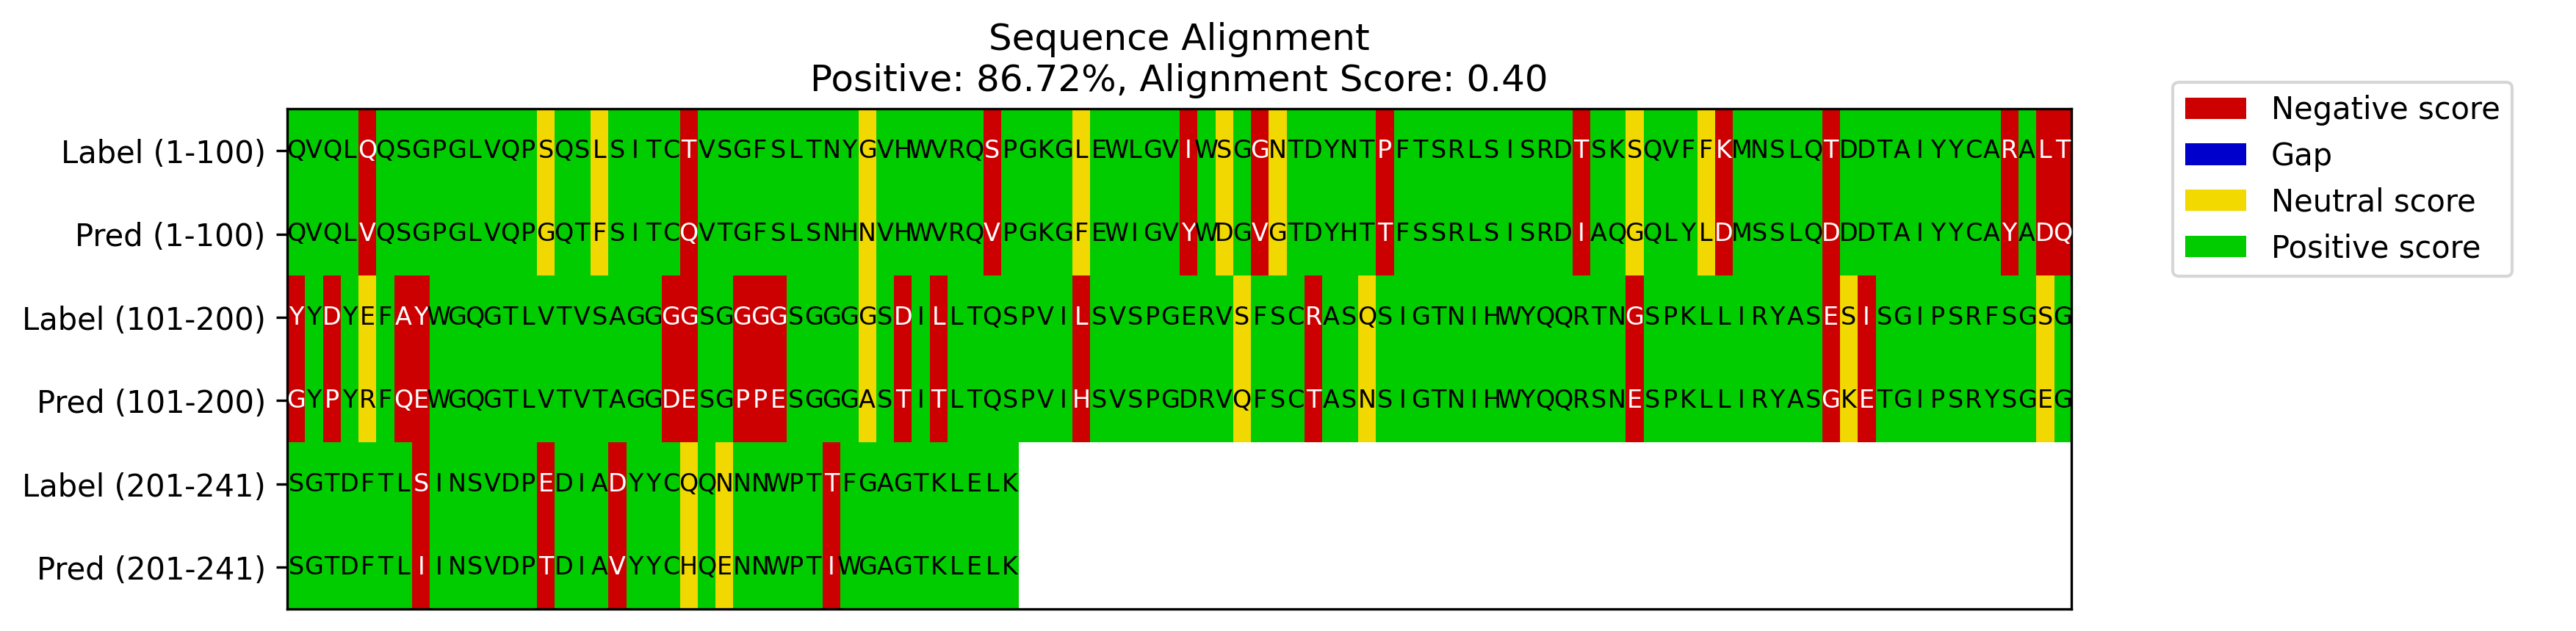 Sequence Alignment
Positive: 86.72%, Alignment Score: 0.40
Label (1-100) QVQLQQSGPGLVQPSQSLSITCTVSGFSLTNYGVHWVRQSPGKGLEWLGVIWSGGNTDYNTPFTSRLSISRDTSKSQVFFKMNSLQTDDTAIYYCARALT
Pred (1-100) QVQLVQSGPGLVQPGQTFSITCQVTGFSLSNHNVHWVRQVPGKGFEWIGVYWDGVGTDYHTTFSSRLSISRDIAQGQLYLDMSSLQDDDTAIYYCAYADQ
Label (101-200) YYDYEFAYWGQGTLVTVSAGGGGSGGGGSGGGGSDILLTQSPVILSVSPGERVSFSCRASQSIGTNIHWYQQRTNGSPKLLIRYASESISGIPSRFSGSG
Pred (101-200) GYPYRFQEWGQGTLVTVTAGGDESGPPESGGGASTITLTQSPVIHSVSPGDRVQFSCTASNSIGTNIHWYQQRSNESPKLLIRYASGKETGIPSRYSGEG
Label (201-241) SGTDFTLSINSVDPEDIADYYCQQNNNWPTTFGAGTKLELK
Pred (201-241) SGTDFTLIINSVDPTDIAVYYCHQENNWPTIWGAGTKLELK
Negative score
Gap
Neutral score
Positive score